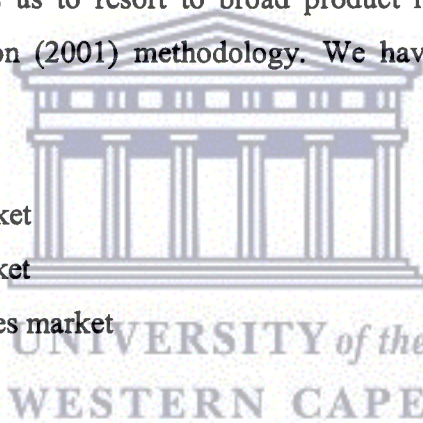 us to resort to broad product
on (2001) methodology. We hav
ket
ket
es market
UNIVERSITY of the
WESTERN CAPE